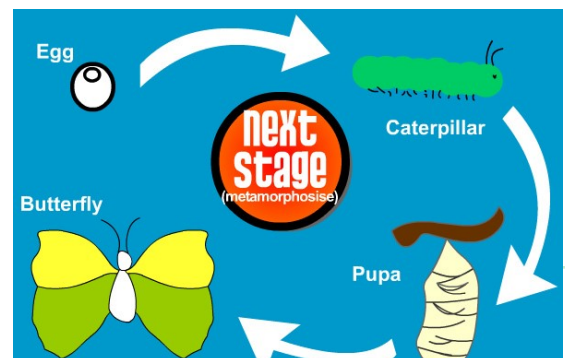 Egg
Caterpillar
next
stage
(metamorphosise)
Butterfly
Pupa